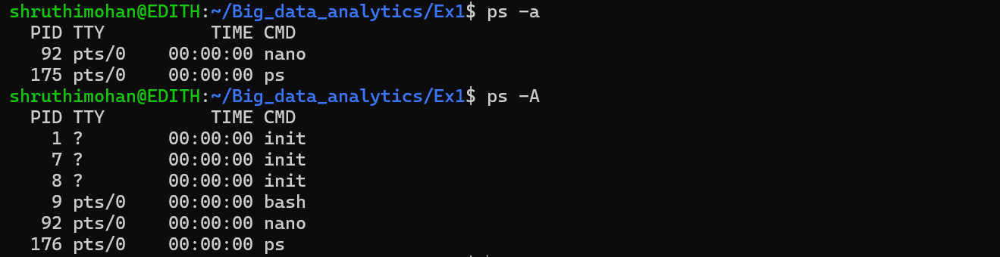 shruthimohan@EDITH:~/Big_data_analytics/Ex1$ ps -a
  PID TTY          TIME CMD
   92 pts/0    00:00:00 nano
  175 pts/0    00:00:00 ps
shruthimohan@EDITH:~/Big_data_analytics/Ex1$ ps -A
  PID TTY          TIME CMD
    1 ?        00:00:00 init
    7 ?        00:00:00 init
    8 ?        00:00:00 init
    9 pts/0    00:00:00 bash
   92 pts/0    00:00:00 nano
  176 pts/0    00:00:00 ps